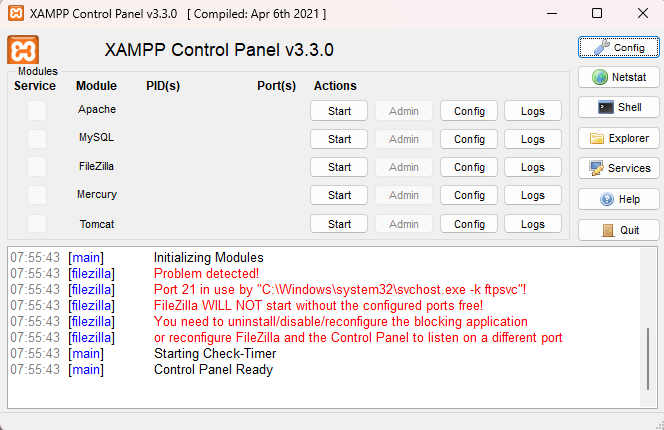 XAMPP Control Panel v3.3.0 [ Compiled: Apr 6th 2021 ]
XAMPP Control Panel v3.3.0
Config
Modules
Service Module PID(s) Port(s) Actions
Netstat
Apache Start Admin Config Logs
Shell
MySQL Start Admin Config Logs
Explorer
FileZilla Start Admin Config Logs
Services
Mercury Start Admin Config Logs
Help
Tomcat Start Admin Config Logs
Quit
07:55:43 [main] Initializing Modules
07:55:43 [filezilla] Problem detected!
07:55:43 [filezilla] Port 21 in use by "C:\Windows\system32\svchost.exe -k ftpsvc"!
07:55:43 [filezilla] FileZilla WILL NOT start without the configured ports free!
07:55:43 [filezilla] You need to uninstall/disable/reconfigure the blocking application
07:55:43 [filezilla] or reconfigure FileZilla and the Control Panel to listen on a different port
07:55:43 [main] Starting Check-Timer
07:55:43 [main] Control Panel Ready